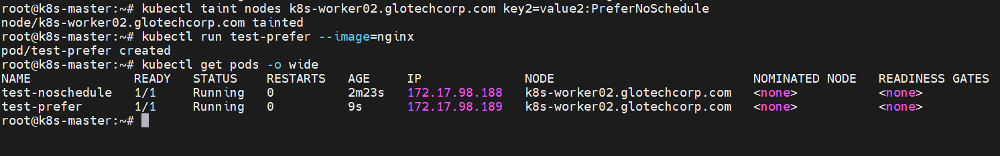 root@k8s-master:~# kubectl taint nodes k8s-worker02.glotechcorp.com key2=value2:PreferNoSchedule
node/k8s-worker02.glotechcorp.com tainted
root@k8s-master:~# kubectl run test-prefer --image=nginx
pod/test-prefer created
root@k8s-master:~# kubectl get pods -o wide
NAME READY STATUS RESTARTS AGE IP NODE NOMINATED NODE READINESS GATES
test-noschedule 1/1 Running 0 2m23s 172.17.98.188 k8s-worker02.glotechcorp.com <none> <none>
test-prefer 1/1 Running 0 9s 172.17.98.189 k8s-worker02.glotechcorp.com <none> <none>
root@k8s-master:~#